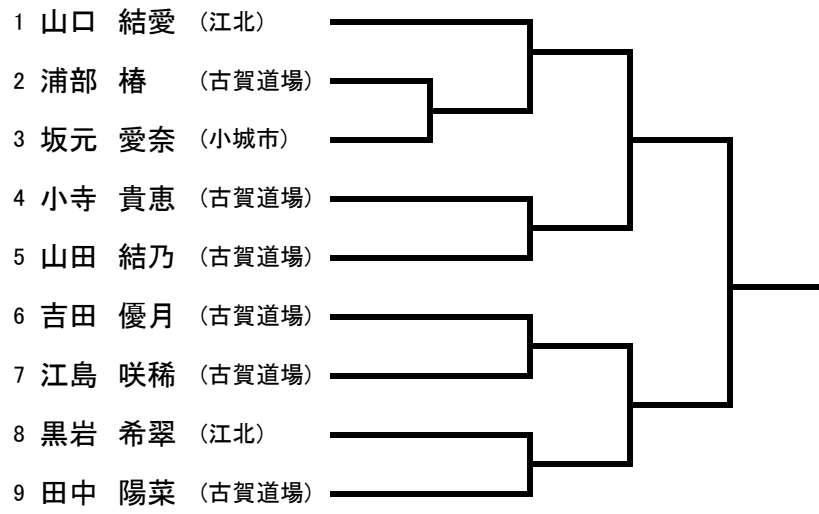 1 山口 結愛 (江北)
2 浦部 椿 (古賀道場)
3 坂元 愛奈 (小城市)
4 小寺 貴恵 (古賀道場)
5 山田 結乃 (古賀道場)
6 吉田 優月 (古賀道場)
7 江島 咲稀 (古賀道場)
8 黒岩 希翠 (江北)
9 田中 陽菜 (古賀道場)